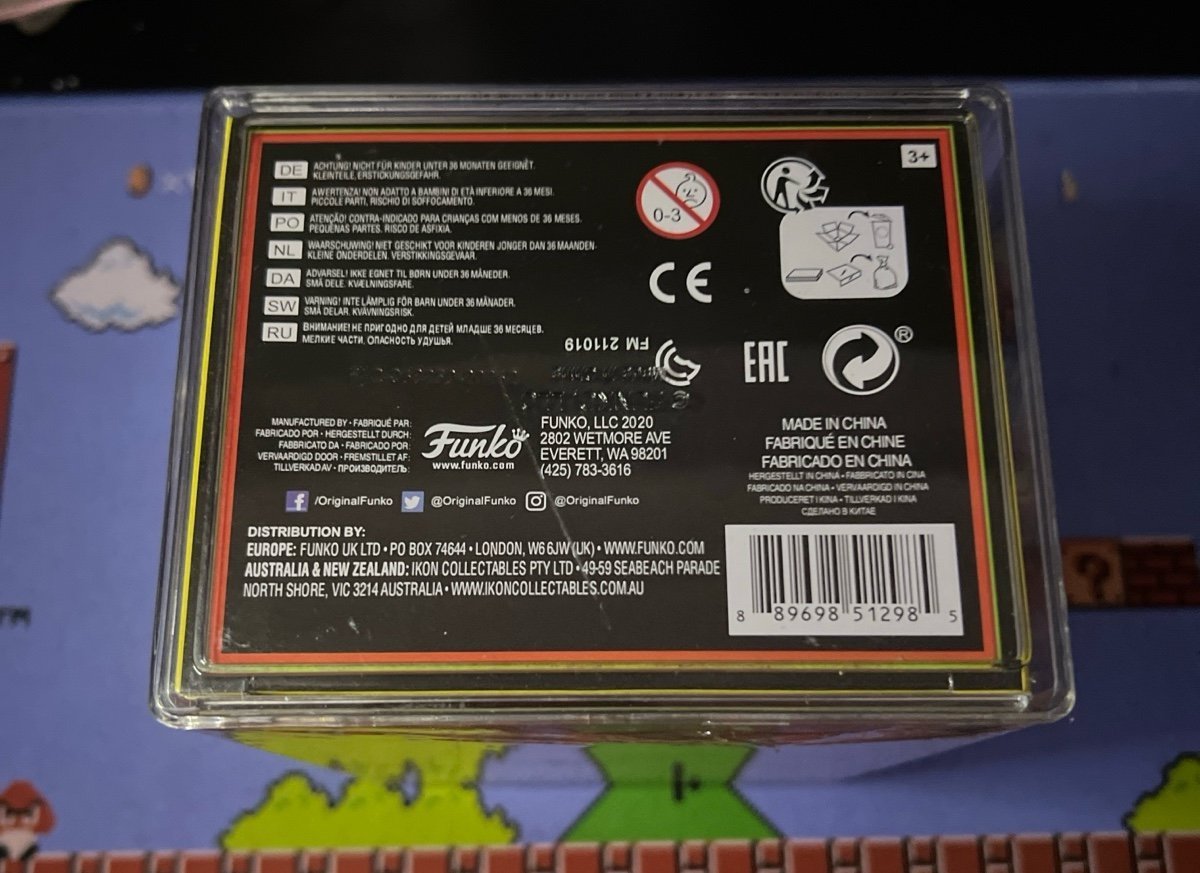 3+
DE ACHTUNG! NICHT FÜR KINDER UNTER 36 MONATEN GEEIGNET.
KLEINTEILE, ERSTICKUNGSGEFAHR.
IT AWERTENZA! NON ADATTO A BAMBINI DI ETÀ INFERIORE A 36 MESI.
PICCOLE PARTI, RISCHIO DI SOFFOCAMENTO.
PO ATENÇÃO! CONTRA-INDICADO PARA CRIANÇAS COM MENOS DE 36 MESES.
PEQUENAS PARTES. RISCO DE ASFIXIA.
NL WAARSCHUWING! NIET GESCHIKT VOOR KINDEREN JONGER DAN 36 MAANDEN·
KLEINE ONDERDELEN. VERSTIKKINGSGEVAAR.
DA ADVARSEL! IKKE EGNET TIL BØRN UNDER 36 MÅNEDER.
SMÅ DELE. KVÆLNINGSFARE.
SW VARNING! INTE LÄMPLIG FÖR BARN UNDER 36 MÅNADER.
SMÅ DELAR. KVÄVNINGSRISK.
RU ВНИМАНИЕ! НЕ ПРИГОДНО ДЛЯ ДЕТЕЙ МЛАДШЕ 36 МЕСЯЦЕВ.
МЕЛКИЕ ЧАСТИ. ОПАСНОСТЬ УДУШЬЯ.
0-3
CE
FM 211019
EAC
®
MANUFACTURED BY · FABRIQUÉ PAR:
FABRICADO POR · HERGESTELLT DURCH:
FABBRICATO DA · FABRICADO POR:
VERVAARDIGD DOOR · FREMSTILLET AF:
TILLVERKAD AV · ПРОИЗВОДИТЕЛЬ:
Funko
www.funko.com
FUNKO, LLC 2020
2802 WETMORE AVE
EVERETT, WA 98201
(425) 783-3616
MADE IN CHINA
FABRIQUÉ EN CHINE
FABRICADO EN CHINA
HERGESTELLT IN CHINA · FABBRICATO IN CINA
FABRICADO NA CHINA · VERVAARDIGD IN CHINA
PRODUCERET I KINA · TILLVERKAD I KINA
СДЕЛАНО В КИТАЕ
f /OriginalFunko @OriginalFunko @OriginalFunko
DISTRIBUTION BY:
EUROPE: FUNKO UK LTD · PO BOX 74644 · LONDON, W6 6JW (UK) · WWW.FUNKO.COM
AUSTRALIA & NEW ZEALAND: IKON COLLECTABLES PTY LTD · 49-59 SEABEACH PARADE
NORTH SHORE, VIC 3214 AUSTRALIA · WWW.IKONCOLLECTABLES.COM.AU
8 89698 51298 5
?